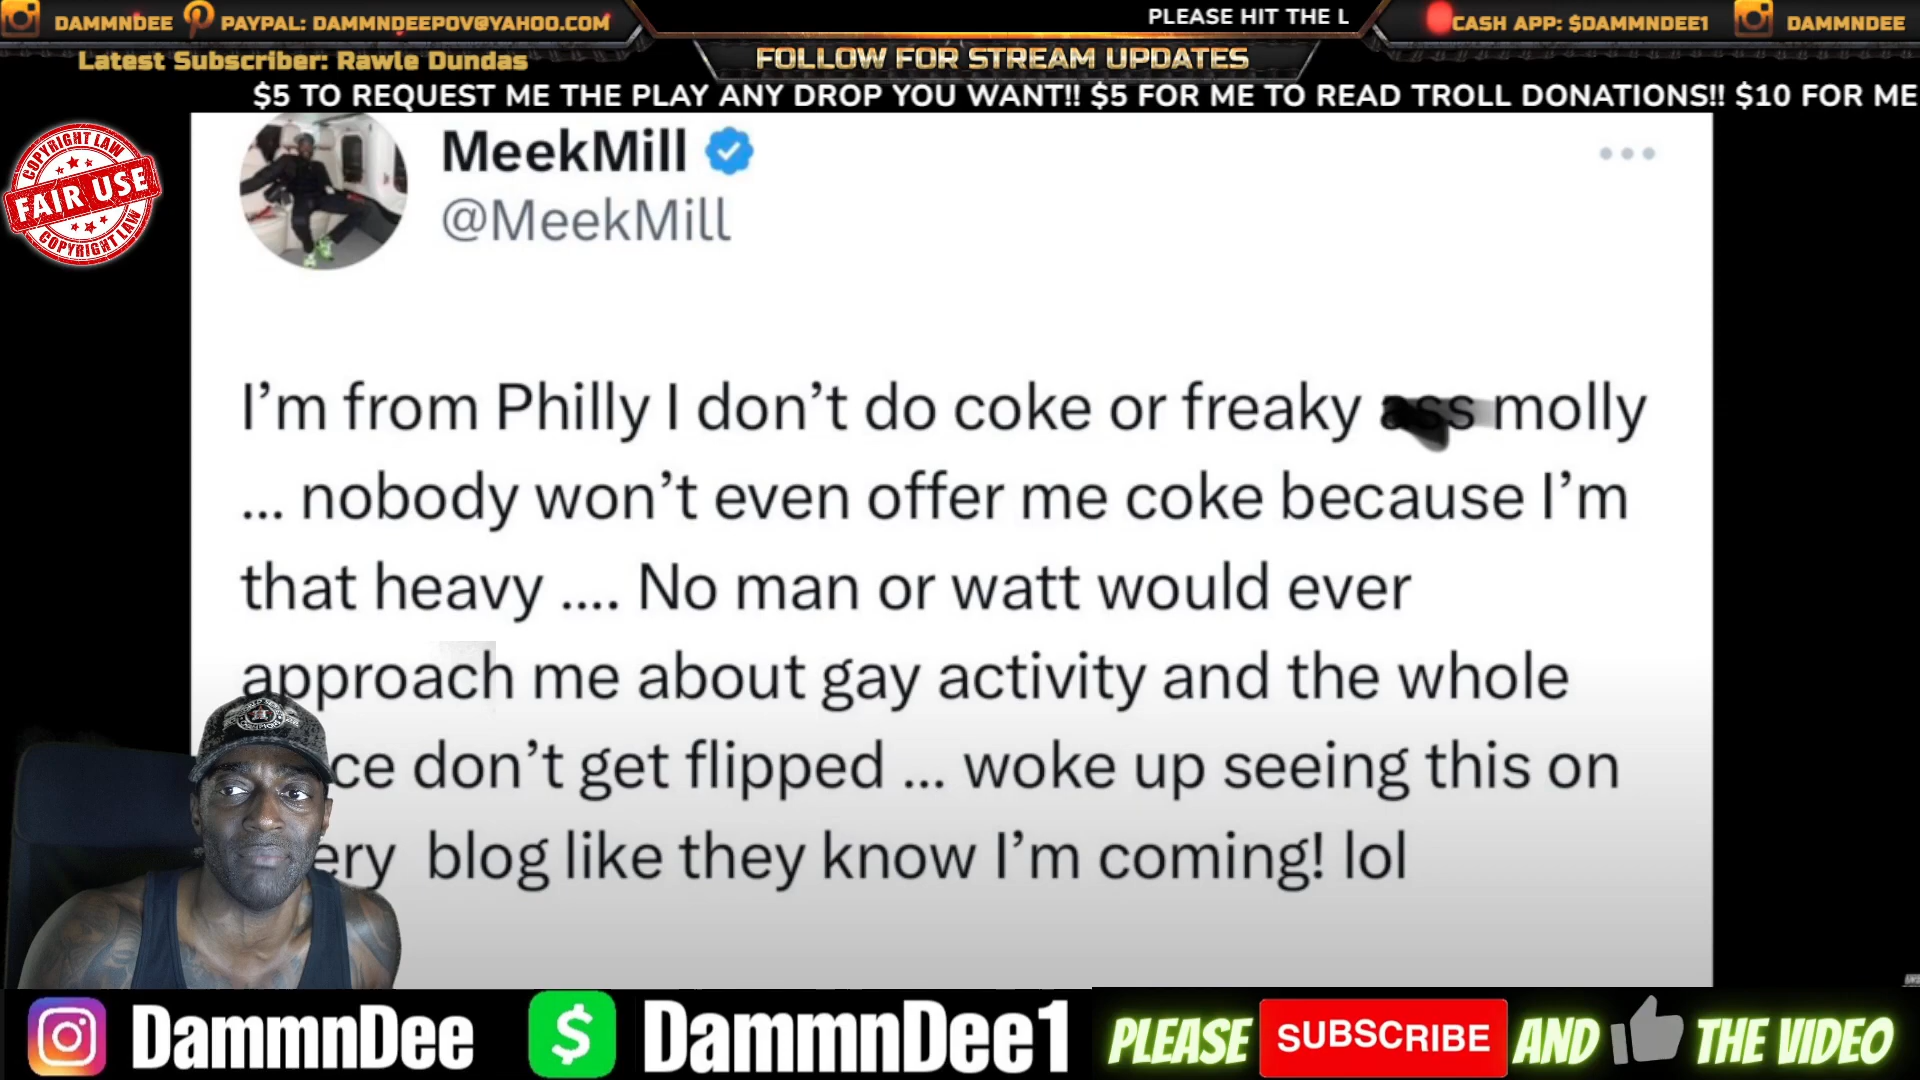 DAMMNDEE PAYPAL: DAMMNDEEPOV@YAHOO.COM
PLEASE HIT THE L
CASH APP: $DAMMNDEE1 DAMMNDEE
Latest Subscriber: Rawle Dundas
FOLLOW FOR STREAM UPDATES
$5 TO REQUEST ME THE PLAY ANY DROP YOU WANT!! $5 FOR ME TO READ TROLL DONATIONS!! $10 FOR ME
COPYRIGHT LAW
FAIR USE
COPYRIGHT LAW
MeekMill
@MeekMill
I'm from Philly I don't do coke or freaky ass molly
... nobody won't even offer me coke because I'm
that heavy .... No man or watt would ever
approach me about gay activity and the whole
ce don't get flipped ... woke up seeing this on
ery blog like they know I'm coming! lol
DammnDee $ DammnDee1 PLEASE SUBSCRIBE AND THE VIDEO